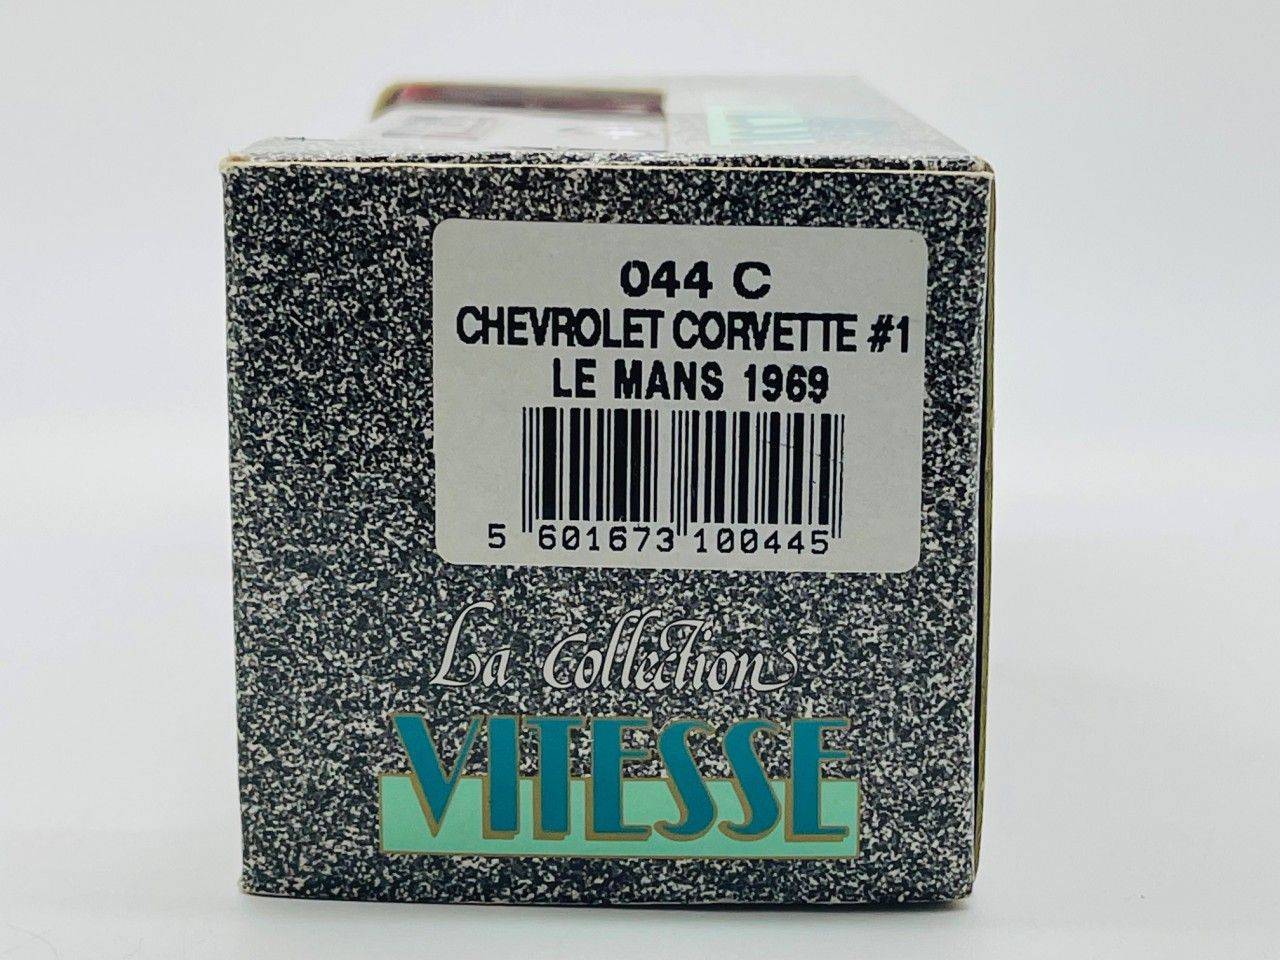 044 C
CHEVROLET CORVETTE #1
LE MANS 1969
5 601673 100445
La collection
VITESSE